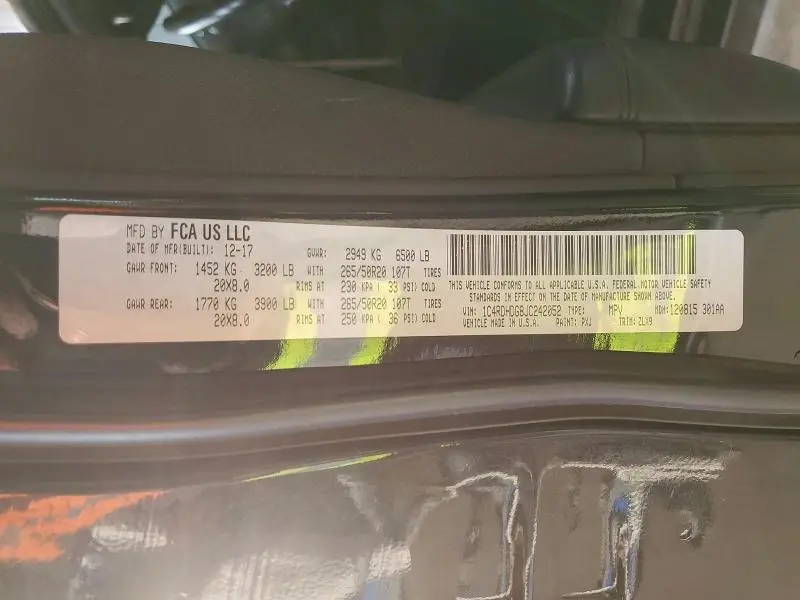 MFD BY FCA US LLC
DATE OF MFR(BUILT): 12-17 GVWR: 2949 KG 6500 LB
GAWR FRONT: 1452 KG 3200 LB WITH 265/50R20 107T TIRES
20X8.0 RIMS AT 230 KPA ( 33 PSI) COLD
GAWR REAR: 1770 KG 3900 LB WITH 265/50R20 107T TIRES
20X8.0 RIMS AT 250 KPA ( 36 PSI) COLD
THIS VEHICLE CONFORMS TO ALL APPLICABLE U.S.A. FEDERAL MOTOR VEHICLE SAFETY
STANDARDS IN EFFECT ON THE DATE OF MANUFACTURE SHOWN ABOVE.
VIN: 1C4RDHDG8JC242052 TYPE: MPV MDH: 120815 301AA
VEHICLE MADE IN U.S.A. PAINT: PXJ TRIM: ZLX9